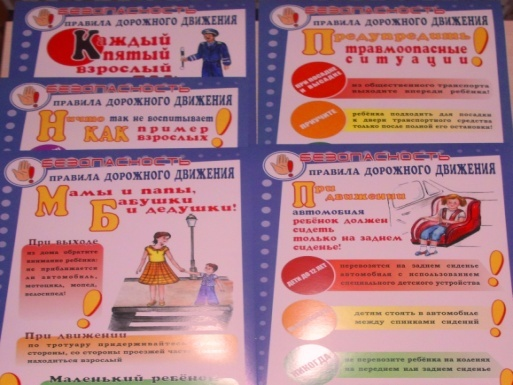 БЕЗОПАСНОСТЬ
ПРАВИЛА ДОРОЖНОГО ДВИЖЕНИЯ
Каждый
пятый
взрослый
БЕЗОПАСНОСТЬ
ПРАВИЛА ДОРОЖНОГО ДВИЖЕНИЯ
Предупредить
травмоопасные
ситуации!
ПРИ ПОСАДКЕ
И ВЫСАДКЕ
из общественного транспорта
выходите впереди ребёнка!
ПРИУЧИТЕ
ребёнка подходить для посадки
к двери транспортного средства
только после полной его остановки!
БЕЗОПАСНОСТЬ
ПРАВИЛА ДОРОЖНОГО ДВИЖЕНИЯ
Ничто так не воспитывает
КАК пример
взрослых !
БЕЗОПАСНОСТЬ
ПРАВИЛА ДОРОЖНОГО ДВИЖЕНИЯ
Мамы и папы,
Бабушки
и дедушки!
При выходе
из дома обратите
внимание ребёнка:
не приближается
ли автомобиль,
мотоцикл, мопед,
велосипед!
При движении
по тротуару придерживайтесь
стороны, со стороны проезжей части
находиться взрослый
Маленький ребёнок
БЕЗОПАСНОСТЬ
ПРАВИЛА ДОРОЖНОГО ДВИЖЕНИЯ
При
движении
автомобиля
ребёнок должен
сидеть
только на заднем
сиденье!
ДЕТИ ДО 12 ЛЕТ
перевозятся на заднем сиденье
автомобиля с использованием
специального детского устройства
детям стоять в автомобиле
между спинками сидений
НИКОГДА
не перевозите ребёнка на коленях
на переднем или заднем сиденье